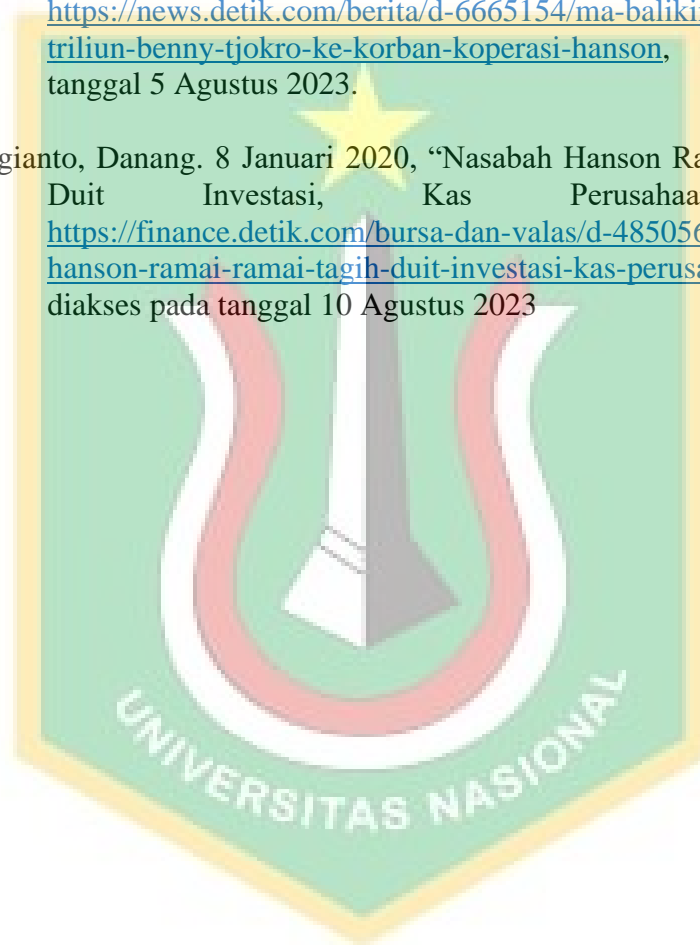 https://news.detik.com/berita/d-6665154/ma-baliki
triliun-benny-tjokro-ke-korban-koperasi-hanson,
tanggal 5 Agustus 2023.
gianto, Danang. 8 Januari 2020, “Nasabah Hanson Ra
Duit Investasi, Kas Perusahaa
https://finance.detik.com/bursa-dan-valas/d-485056
hanson-ramai-ramai-tagih-duit-investasi-kas-perusa
diakses pada tanggal 10 Agustus 2023
UNIVERSITAS NASIONAL